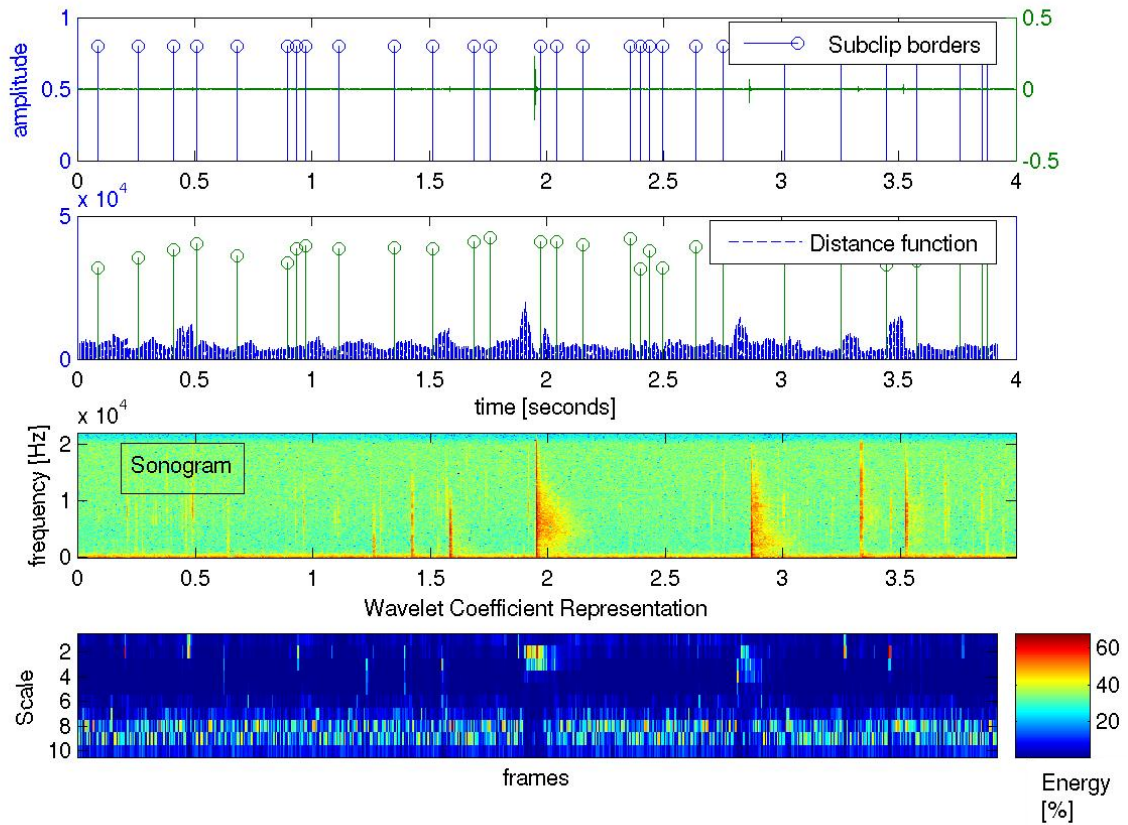 1 0.5
amplitude
Subclip borders
0.5 0
0 -0.5
0 0.5 1 1.5 2 2.5 3 3.5 4
x 10^4
5
Distance function
0
0 0.5 1 1.5 2 2.5 3 3.5 4
time [seconds]
x 10^4
frequency [Hz]
2
Sonogram
1
0
0 0.5 1 1.5 2 2.5 3 3.5
Wavelet Coefficient Representation
Scale
2
4
6
8
10
frames
60
40
20
Energy
[%]